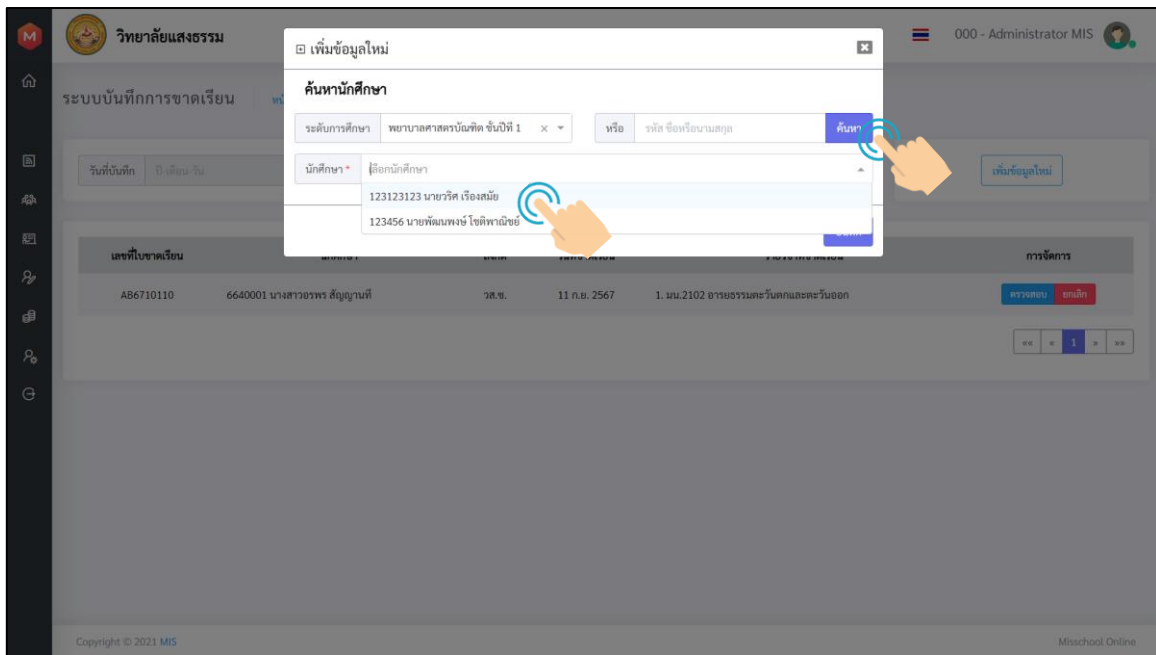 M
วิทยาลัยแสงธรรม
000 - Administrator MIS
เพิ่มข้อมูลใหม่
ระบบบันทึกการขาดเรียน
ค้นหานักศึกษา
ระดับการศึกษา พยาบาลศาสตรบัณฑิต ชั้นปีที่ 1 × หรือ รหัส ชื่อหรือนามสกุล ค้นหา
วันที่บันทึก ปี-เดือน-วัน
นักศึกษา * เลือกนักศึกษา
เพิ่มข้อมูลใหม่
123123123 นายวริศ เรืองสมัย
123456 นายพัฒนพงษ์ โชติพาณิชย์
เลขที่ใบขาดเรียน การจัดการ
AB6710110 6640001 นางสาวอรพร สัญญานที วส.ช. 11 ก.ย. 2567 1. มน.2102 อารยธรรมตะวันตกและตะวันออก ตรวจสอบ ยกเลิก
«« « 1 » »»
Copyright © 2021 MIS
Misschool Online